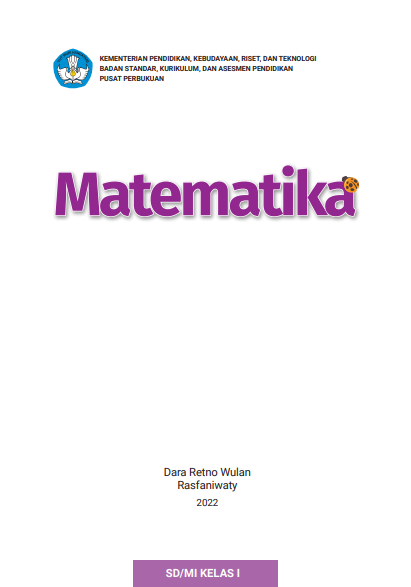 KEMENTERIAN PENDIDIKAN, KEBUDAYAAN, RISET, DAN TEKNOLOGI
BADAN STANDAR, KURIKULUM, DAN ASESMEN PENDIDIKAN
PUSAT PERBUKUAN
Matematika
Dara Retno Wulan
Rasfaniwaty
2022
SD/MI KELAS I